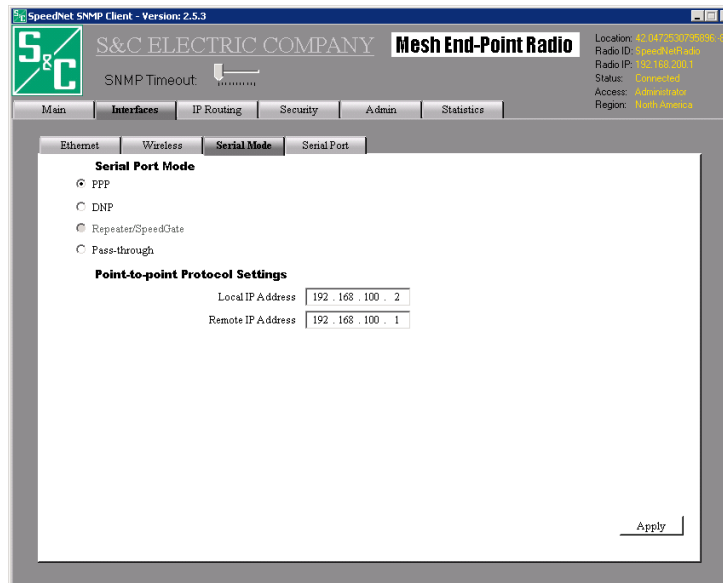 SpeedNet SNMP Client - Version: 2.5.3
S&C
S&C ELECTRIC COMPANY
Mesh End-Point Radio
SNMP Timeout:
Location: 42.0472530795896
Radio ID: SpeedNetRadio
Radio IP: 192.168.200.1
Status: Connected
Access: Administrator
Region: North America
Main Interfaces IP Routing Security Admin Statistics
Ethernet Wireless Serial Mode Serial Port
Serial Port Mode
PPP
DNP
Repeater/SpeedGate
Pass-through
Point-to-point Protocol Settings
Local IP Address 192 . 168 . 100 . 2
Remote IP Address 192 . 168 . 100 . 1
Apply